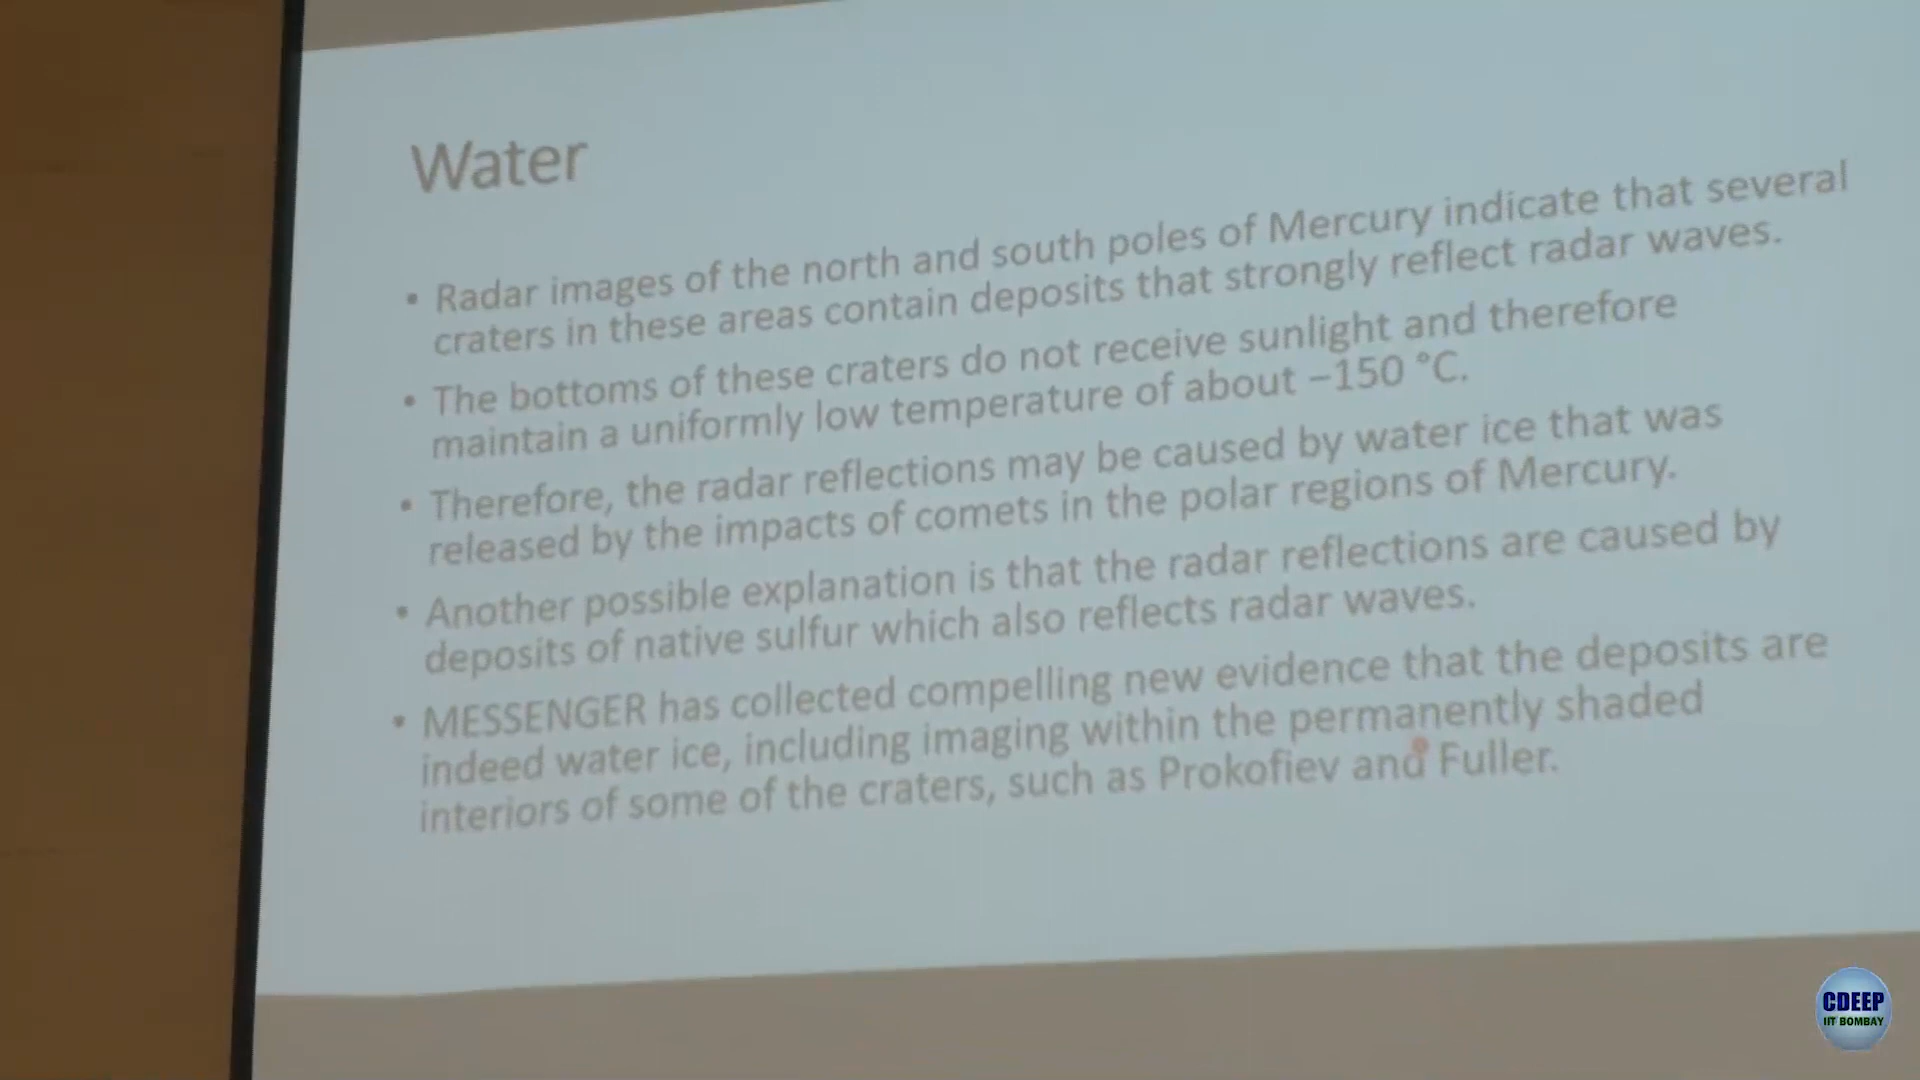 Water
• Radar images of the north and south poles of Mercury indicate that several
craters in these areas contain deposits that strongly reflect radar waves.
• The bottoms of these craters do not receive sunlight and therefore
maintain a uniformly low temperature of about –150 °C.
• Therefore, the radar reflections may be caused by water ice that was
released by the impacts of comets in the polar regions of Mercury.
• Another possible explanation is that the radar reflections are caused by
deposits of native sulfur which also reflects radar waves.
• MESSENGER has collected compelling new evidence that the deposits are
indeed water ice, including imaging within the permanently shaded
interiors of some of the craters, such as Prokofiev and Fuller.
CDEEP
IIT BOMBAY